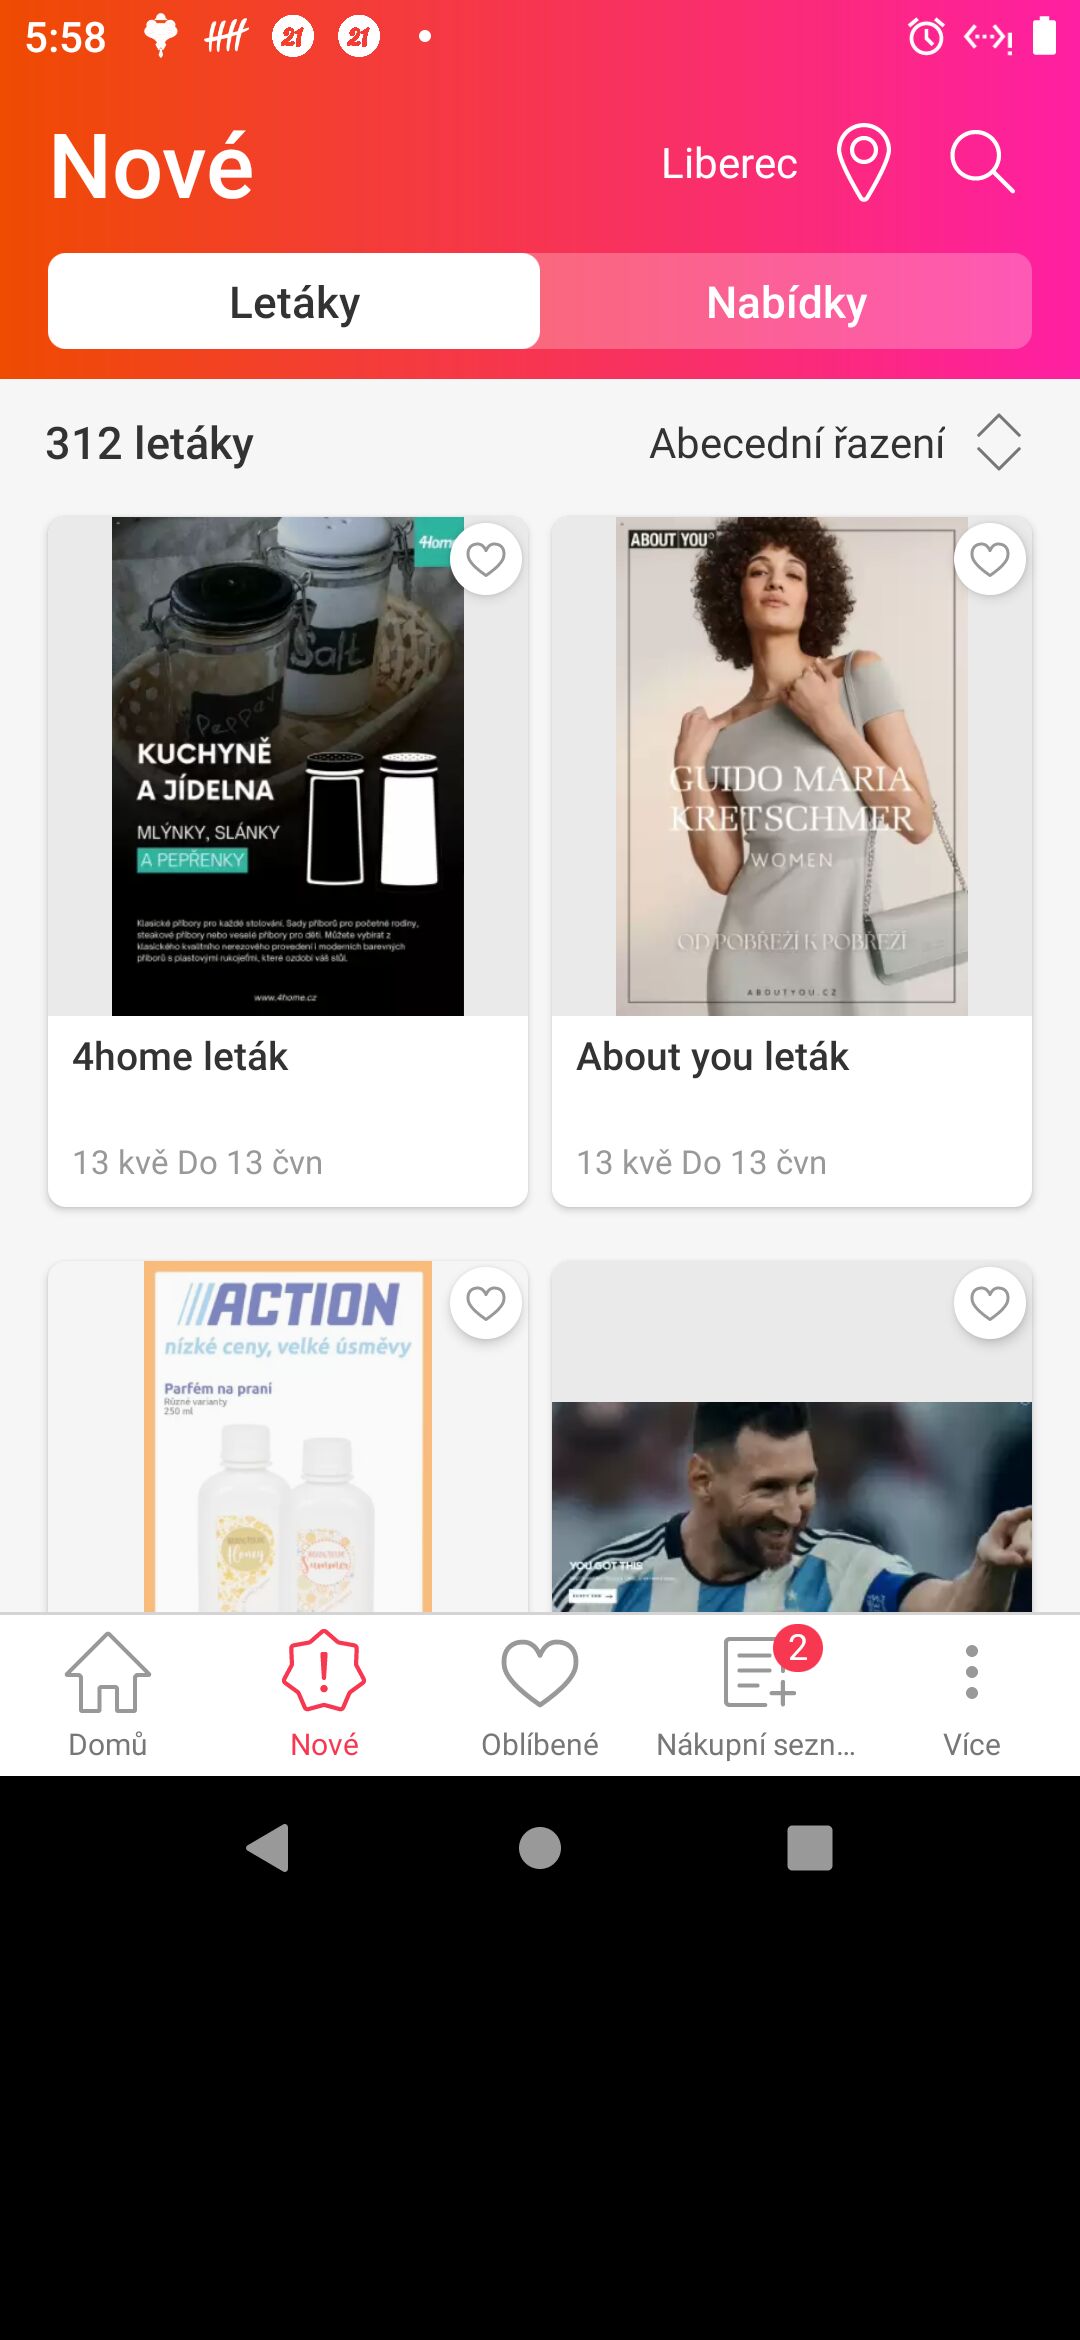 5:58
Nové
Liberec
Letáky
Nabídky
312 letáky
Abecední řazení
4Hom
Salt
Pepper
KUCHYNĚ
A JÍDELNA
MLÝNKY, SLÁNKY
A PEPŘENKY
Klasické příbory pro každé stolování. Sady příborů pro početné rodiny,
steakové příbory nebo veselé příbory pro děti. Můžete vybírat z
klasického kvalitního nerezového provedení i moderních barevných
příborů s plastovými rukojeťmi, které ozdobí váš stůl.
www.4home.cz
ABOUT YOU°
GUIDO MARIA
KRETSCHMER
WOMEN
OD POBŘEŽÍ K POBŘEŽÍ
ABOUTYOU.CZ
4home leták
13 kvě Do 13 čvn
About you leták
13 kvě Do 13 čvn
ACTION
nízké ceny, velké úsměvy
Parfém na praní
Různé varianty
250 ml
Honey
Summer
YOU GOT THIS
Domů
Nové
Oblíbené
2
Nákupní sezn...
Více